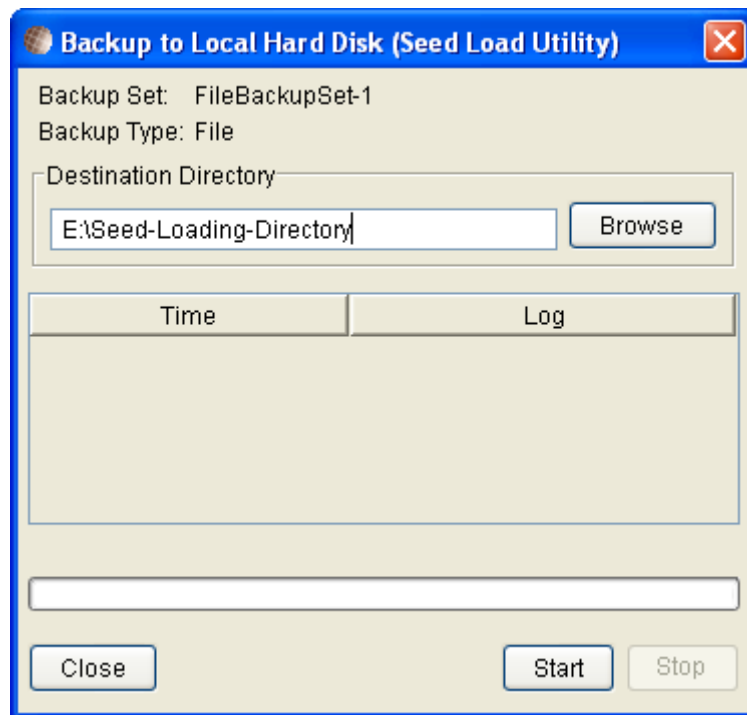 Backup to Local Hard Disk (Seed Load Utility)
Backup Set: FileBackupSet-1
Backup Type: File
Destination Directory
E:\Seed-Loading-Directory
Browse
Time Log
Close Start Stop